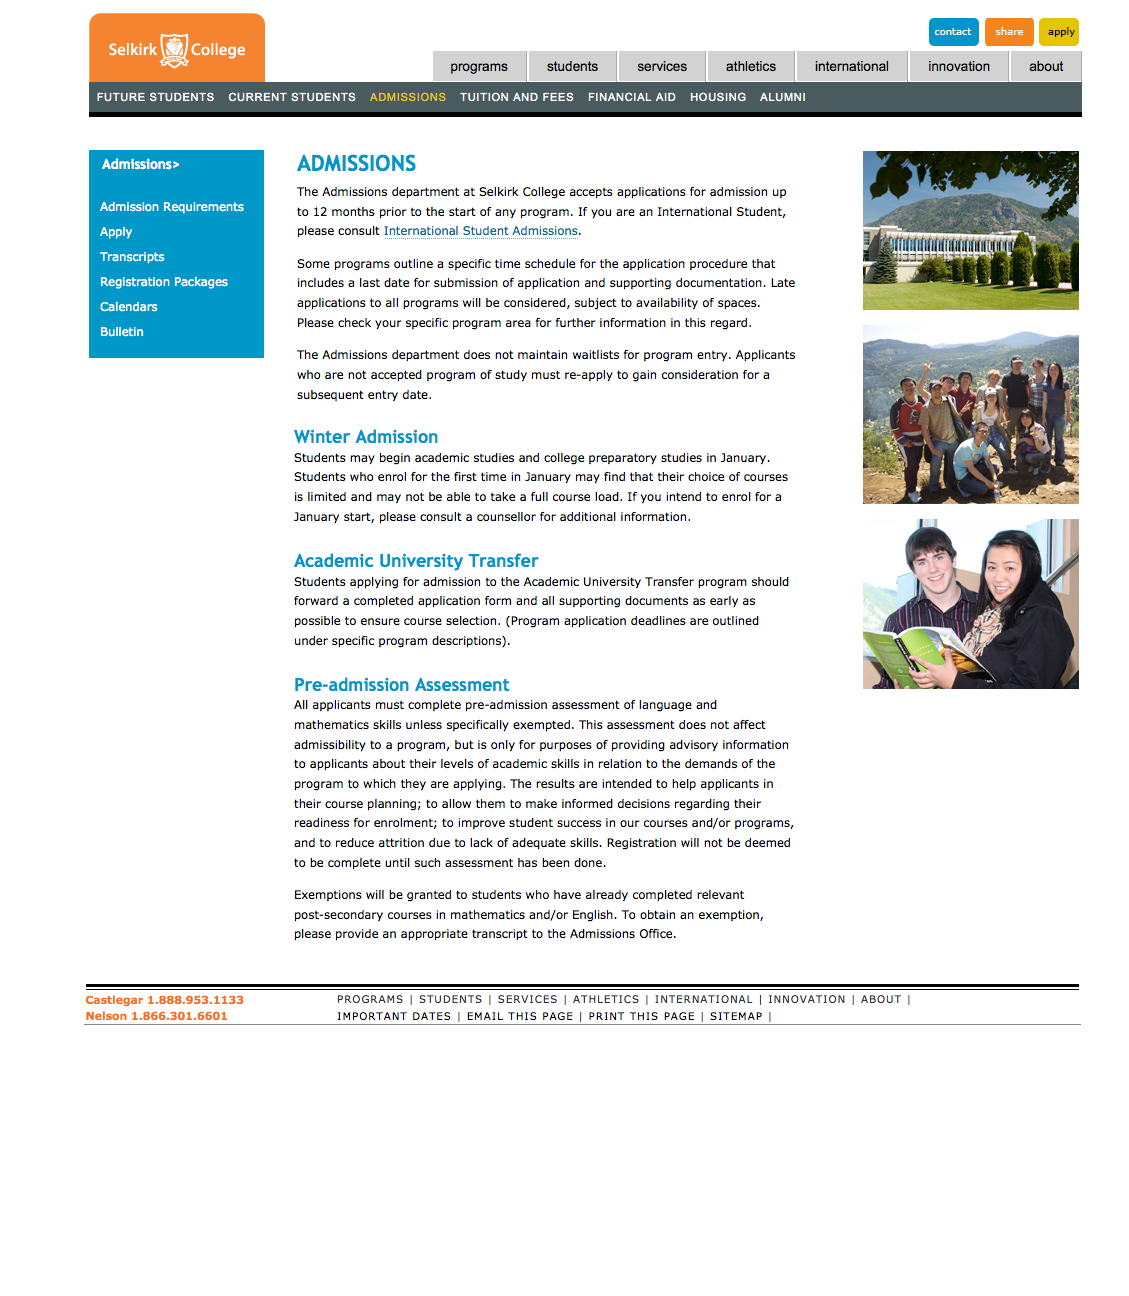 Selkirk College
contact share apply
programs students services athletics international innovation about
FUTURE STUDENTS CURRENT STUDENTS ADMISSIONS TUITION AND FEES FINANCIAL AID HOUSING ALUMNI
Admissions>
Admission Requirements
Apply
Transcripts
Registration Packages
Calendars
Bulletin
ADMISSIONS
The Admissions department at Selkirk College accepts applications for admission up
to 12 months prior to the start of any program. If you are an International Student,
please consult International Student Admissions.
Some programs outline a specific time schedule for the application procedure that
includes a last date for submission of application and supporting documentation. Late
applications to all programs will be considered, subject to availability of spaces.
Please check your specific program area for further information in this regard.
The Admissions department does not maintain waitlists for program entry. Applicants
who are not accepted program of study must re-apply to gain consideration for a
subsequent entry date.
Winter Admission
Students may begin academic studies and college preparatory studies in January.
Students who enrol for the first time in January may find that their choice of courses
is limited and may not be able to take a full course load. If you intend to enrol for a
January start, please consult a counsellor for additional information.
Academic University Transfer
Students applying for admission to the Academic University Transfer program should
forward a completed application form and all supporting documents as early as
possible to ensure course selection. (Program application deadlines are outlined
under specific program descriptions).
Pre-admission Assessment
All applicants must complete pre-admission assessment of language and
mathematics skills unless specifically exempted. This assessment does not affect
admissibility to a program, but is only for purposes of providing advisory information
to applicants about their levels of academic skills in relation to the demands of the
program to which they are applying. The results are intended to help applicants in
their course planning; to allow them to make informed decisions regarding their
readiness for enrolment; to improve student success in our courses and/or programs,
and to reduce attrition due to lack of adequate skills. Registration will not be deemed
to be complete until such assessment has been done.
Exemptions will be granted to students who have already completed relevant
post-secondary courses in mathematics and/or English. To obtain an exemption,
please provide an appropriate transcript to the Admissions Office.
Castlegar 1.888.953.1133
Nelson 1.866.301.6601
PROGRAMS | STUDENTS | SERVICES | ATHLETICS | INTERNATIONAL | INNOVATION | ABOUT |
IMPORTANT DATES | EMAIL THIS PAGE | PRINT THIS PAGE | SITEMAP |